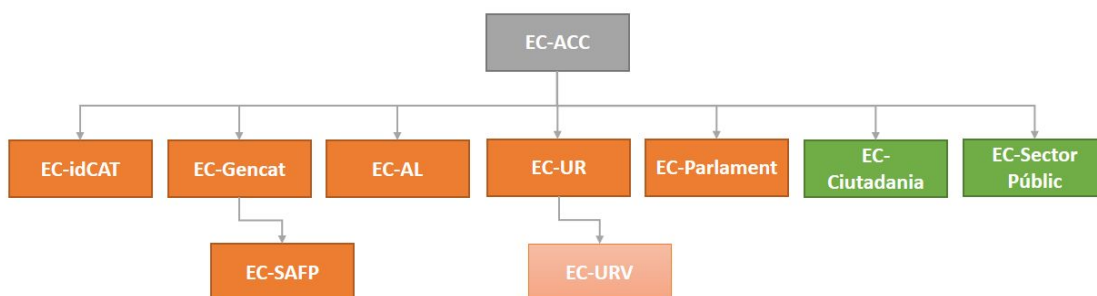 EC-ACC
EC-idCAT
EC-Gencat
EC-AL
EC-UR
EC-Parlament
EC-
Ciutadania
EC-Sector
Públic
EC-SAFP
EC-URV